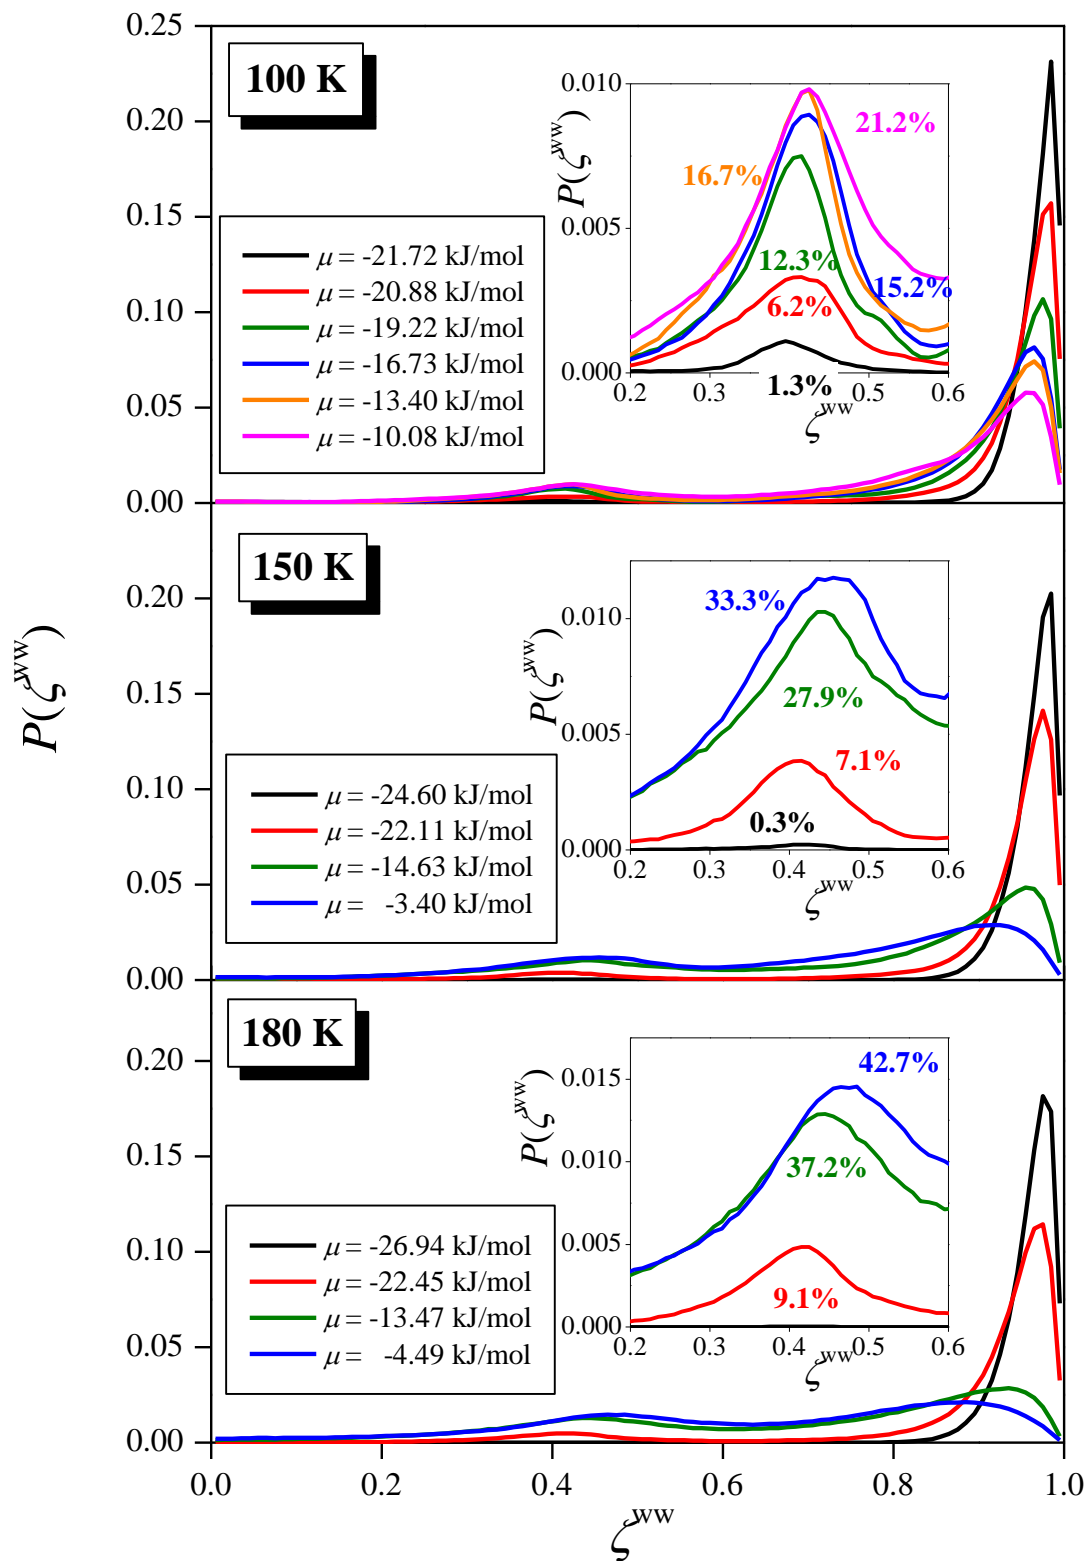 0.25
0.20
0.15
0.10
0.05
0.00
100 K
μ = -21.72 kJ/mol
μ = -20.88 kJ/mol
μ = -19.22 kJ/mol
μ = -16.73 kJ/mol
μ = -13.40 kJ/mol
μ = -10.08 kJ/mol
P(ζ^ww)
0.010
0.005
0.000
21.2%
16.7%
12.3%
15.2%
6.2%
1.3%
0.2 0.3 0.5 0.6
ζ^ww
P(ζ^ww)
0.20
0.15
0.10
0.05
0.00
150 K
μ = -24.60 kJ/mol
μ = -22.11 kJ/mol
μ = -14.63 kJ/mol
μ = -3.40 kJ/mol
P(ζ^ww)
0.010
0.005
0.000
33.3%
27.9%
7.1%
0.3%
0.2 0.3 0.4 0.5 0.6
ζ^ww
0.20
0.15
0.10
0.05
0.00
180 K
μ = -26.94 kJ/mol
μ = -22.45 kJ/mol
μ = -13.47 kJ/mol
μ = -4.49 kJ/mol
P(ζ^ww)
0.015
0.010
0.005
0.000
42.7%
37.2%
9.1%
0.2 0.3 0.4 0.5 0.6
ζ^ww
0.0 0.2 0.4 0.6 0.8 1.0
ζ^ww